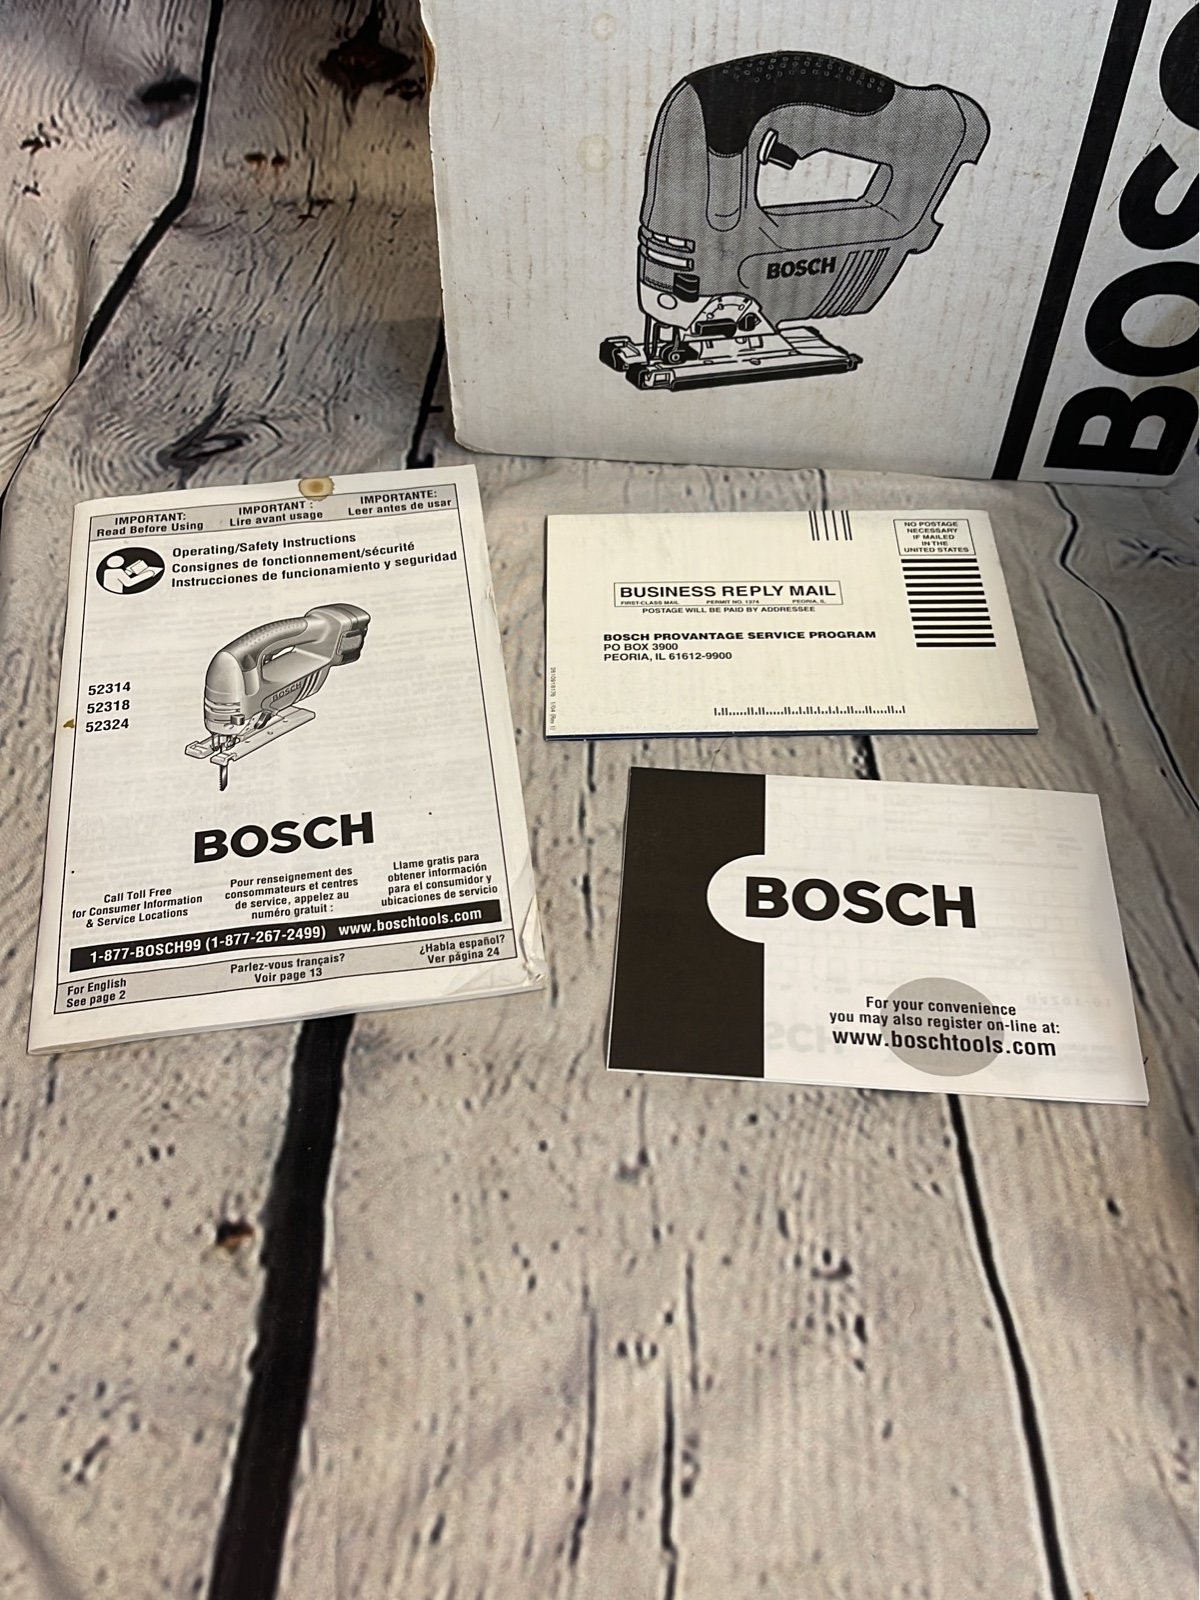 BOSCH
BOSC
IMPORTANT:
Read Before Using
IMPORTANT :
Lire avant usage
IMPORTANTE:
Leer antes de usar
Operating/Safety Instructions
Consignes de fonctionnement/sécurité
Instrucciones de funcionamiento y seguridad
BOSCH
52314
52318
52324
BOSCH
Call Toll Free
for Consumer Information
& Service Locations
Pour renseignement des
consommateurs et centres
de service, appelez au
numéro gratuit :
Llame gratis para
obtener información
para el consumidor y
ubicaciones de servicio
1-877-BOSCH99 (1-877-267-2499) www.boschtools.com
For English
See page 2
Parlez-vous français?
Voir page 13
¿Habla español?
Ver página 24
NO POSTAGE
NECESSARY
IF MAILED
IN THE
UNITED STATES
BUSINESS REPLY MAIL
FIRST-CLASS MAIL PERMIT NO. 1274 PEORIA, IL
POSTAGE WILL BE PAID BY ADDRESSEE
BOSCH PROVANTAGE SERVICE PROGRAM
PO BOX 3900
PEORIA, IL 61612-9900
BOSCH
For your convenience
you may also register on-line at:
www.boschtools.com